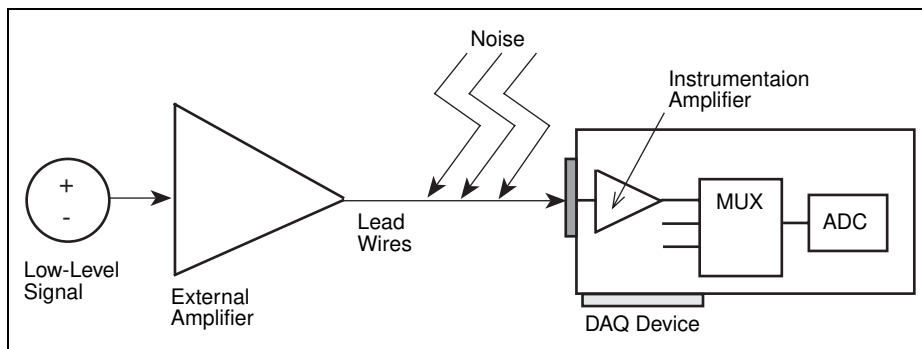 Noise
Instrumentaion
Amplifier
+
-
MUX
ADC
Lead
Wires
Low-Level
Signal
External
Amplifier
DAQ Device